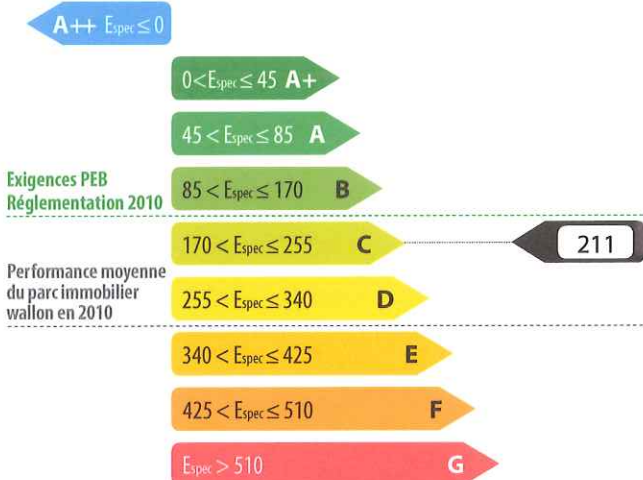 A++ Espec ≤ 0
0 < Espec ≤ 45 A+
45 < Espec ≤ 85 A
Exigences PEB
Réglementation 2010
85 < Espec ≤ 170 B
170 < Espec ≤ 255 C
211
Performance moyenne
du parc immobilier
wallon en 2010
255 < Espec ≤ 340 D
340 < Espec ≤ 425 E
425 < Espec ≤ 510 F
Espec > 510 G